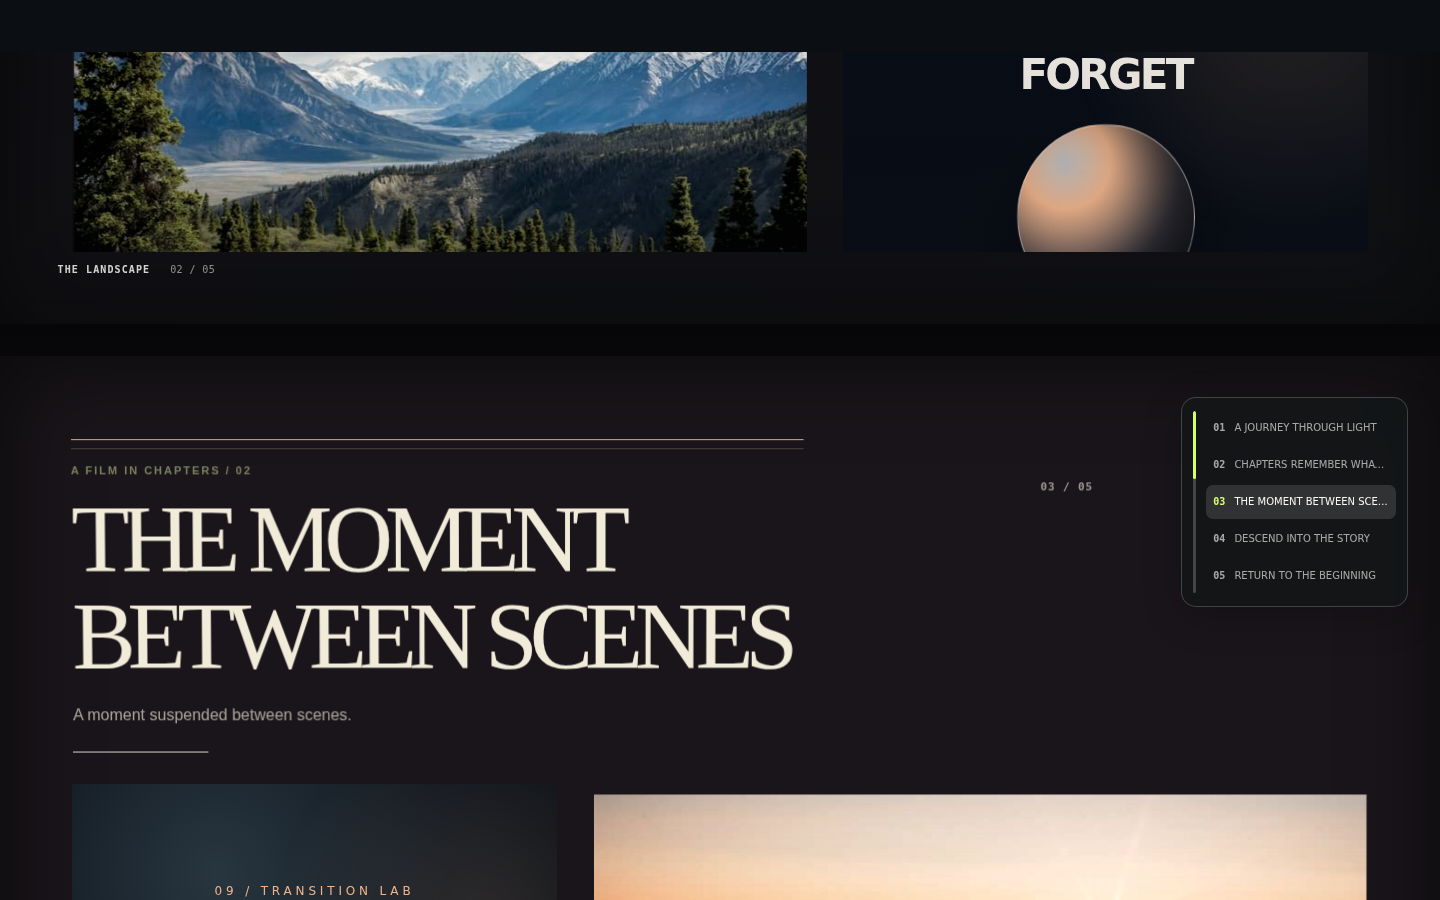 FORGET
THE LANDSCAPE 02 / 05
A FILM IN CHAPTERS / 02
03 / 05
THE MOMENT
BETWEEN SCENES
A moment suspended between scenes.
01 A JOURNEY THROUGH LIGHT
02 CHAPTERS REMEMBER WHA...
03 THE MOMENT BETWEEN SCE...
04 DESCEND INTO THE STORY
05 RETURN TO THE BEGINNING
09 / TRANSITION LAB